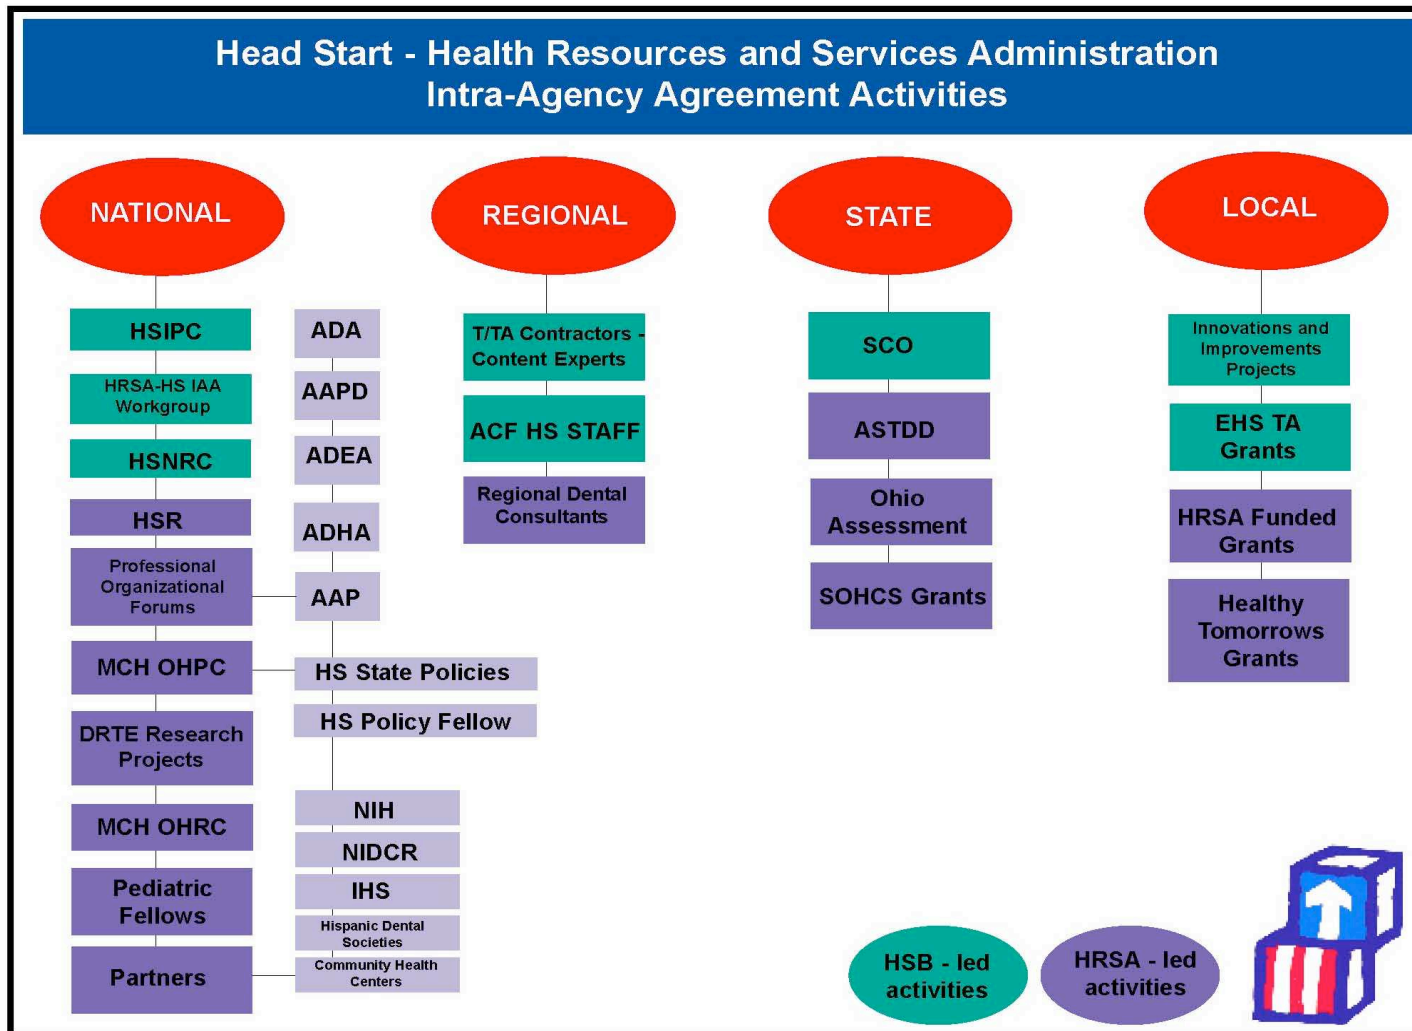 Head Start - Health Resources and Services Administration
Intra-Agency Agreement Activities
NATIONAL
HSIPC
HRSA-HS IAA
Workgroup
HSNRC
HSR
Professional
Organizational
Forums
MCH OHPC
DRTE Research
Projects
MCH OHRC
Pediatric
Fellows
Partners
ADA
AAPD
ADEA
ADHA
AAP
HS State Policies
HS Policy Fellow
NIH
NIDCR
IHS
Hispanic Dental
Societies
Community Health
Centers
REGIONAL
T/TA Contractors -
Content Experts
ACF HS STAFF
Regional Dental
Consultants
STATE
SCO
ASTDD
Ohio
Assessment
SOHCS Grants
LOCAL
Innovations and
Improvements
Projects
EHS TA
Grants
HRSA Funded
Grants
Healthy
Tomorrows
Grants
HSB - led
activities
HRSA - led
activities